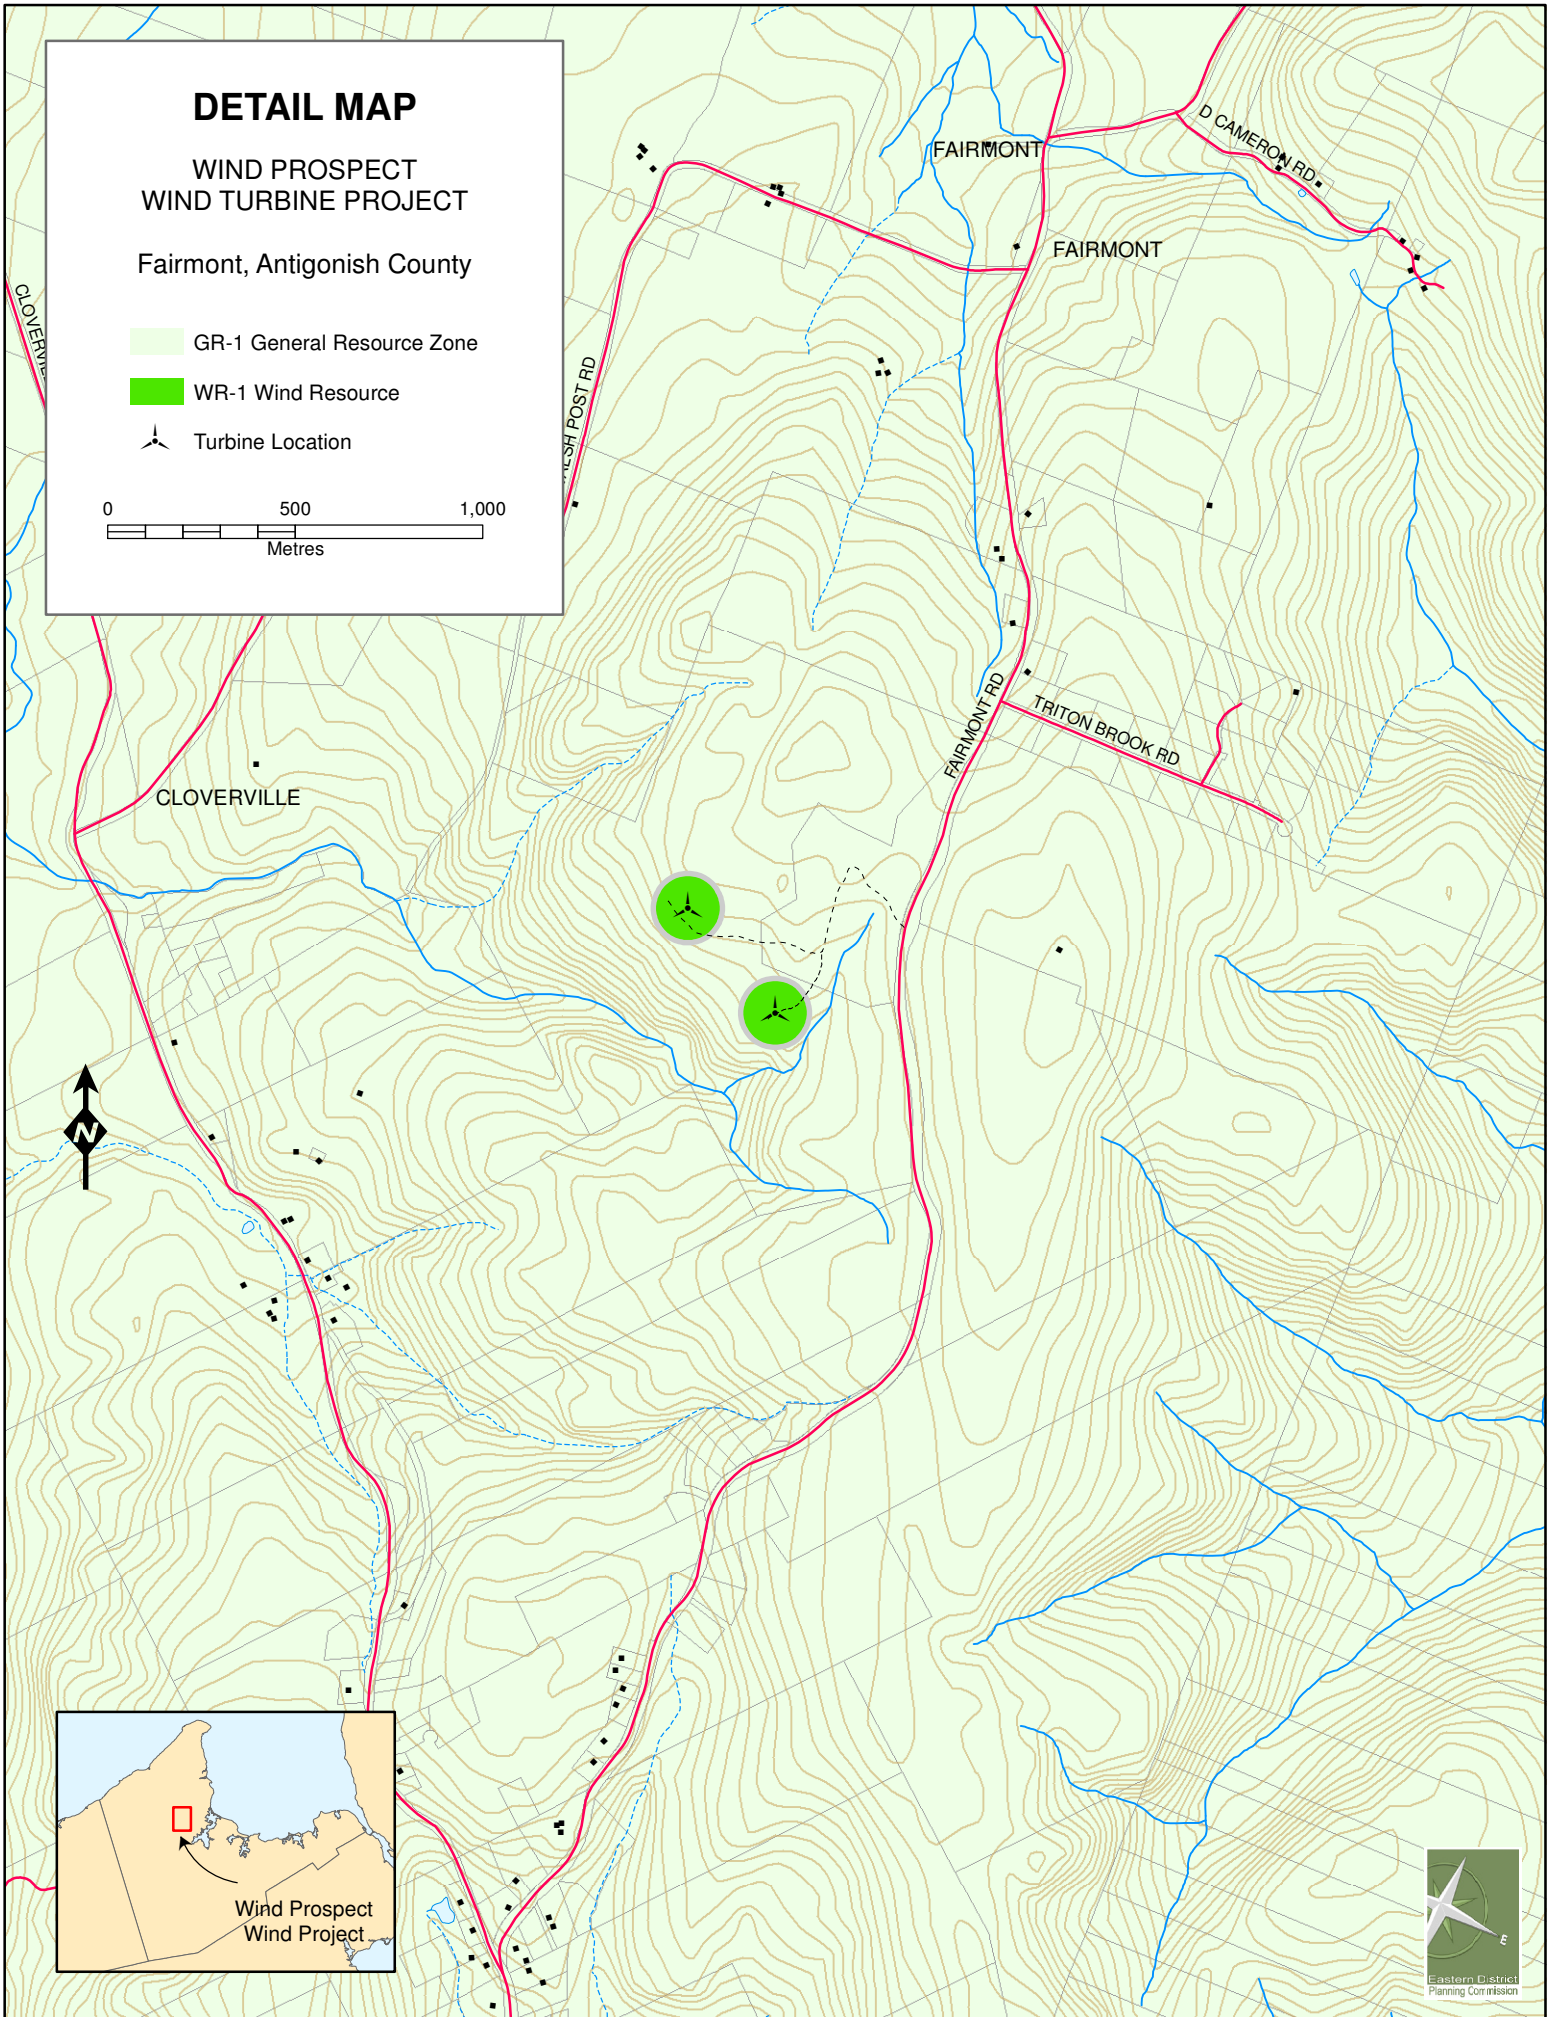 DETAIL MAP
WIND PROSPECT
WIND TURBINE PROJECT
Fairmont, Antigonish County
GR-1 General Resource Zone
WR-1 Wind Resource
Turbine Location
0 500 1,000
Metres
D CAMERON RD
FAIRMONT
FAIRMONT
POST RD
FAIRMONT RD
TRITON BROOK RD
CLOVERVILLE
N
Wind Prospect
Wind Project
E
Eastern District
Planning Commission